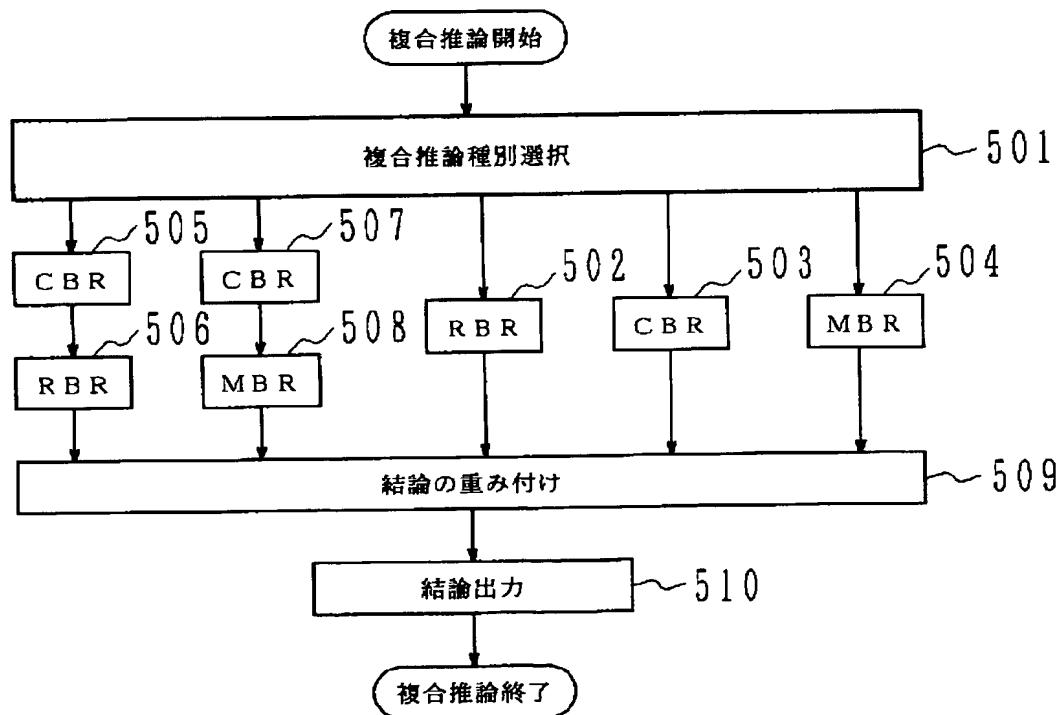 複合推論開始
複合推論種別選択
501
505
507
CBR
CBR
502
503
504
RBR
CBR
MBR
506
508
RBR
MBR
結論の重み付け
509
結論出力
510
複合推論終了